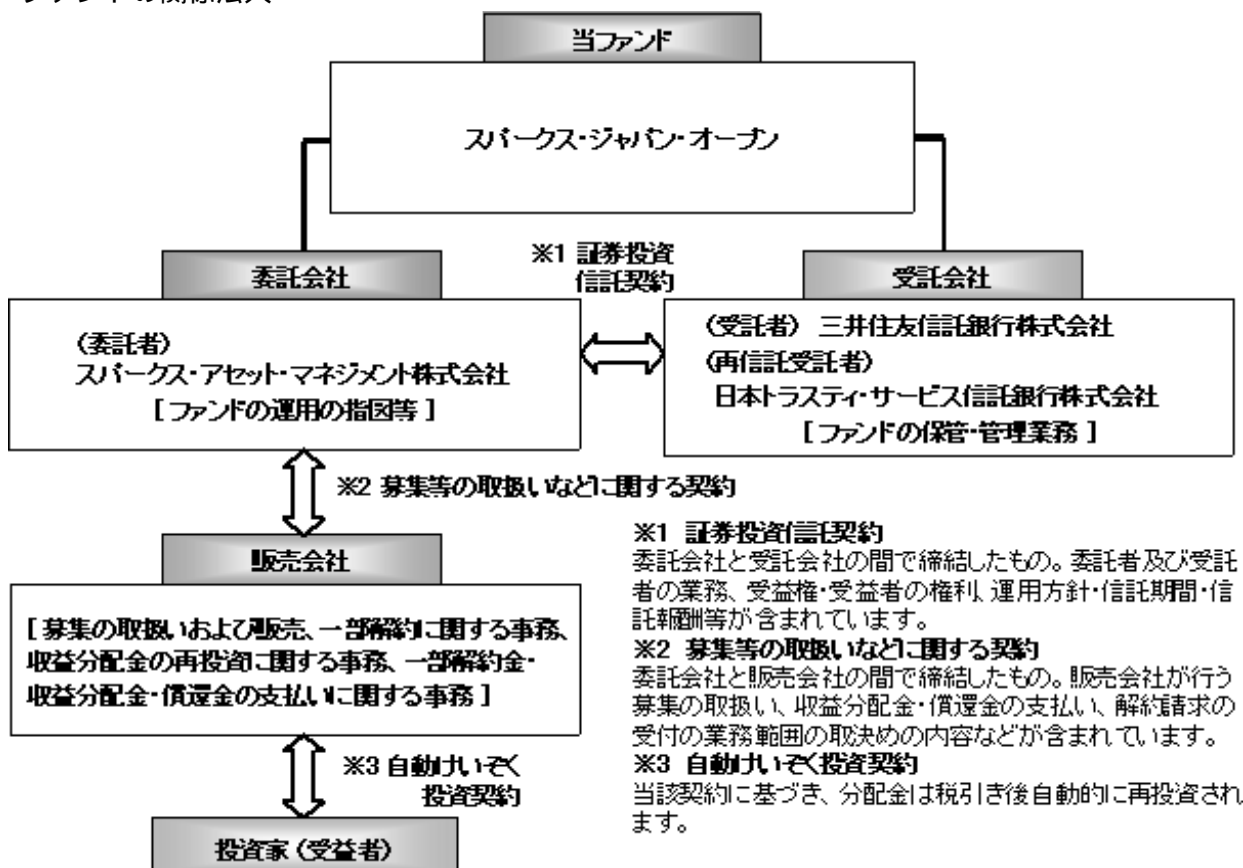 ファンドの関係法人
当ファンド
スパークス・ジャパン・オープン
委託会社
(委託者)
スパークス・アセット・マネジメント株式会社
[ファンドの運用の指図等]
※1 証券投資
信託契約
受託会社
(受託者) 三井住友信託銀行株式会社
(再信託受託者)
日本トラスティ・サービス信託銀行株式会社
[ファンドの保管・管理業務]
※2 募集等の取扱いなどに関する契約
販売会社
[募集の取扱いおよび販売、一部解約に関する事務、
収益分配金の再投資に関する事務、一部解約金・
収益分配金・償還金の支払いに関する事務]
※3 自動けいぞく
投資契約
投資家(受益者)
※1 証券投資信託契約
委託会社と受託会社の間で締結したもの。委託者及び受託
者の業務、受益権・受益者の権利、運用方針・信託期間・信
託報酬等が含まれています。
※2 募集等の取扱いなどに関する契約
委託会社と販売会社の間で締結したもの。販売会社が行う
募集の取扱い、収益分配金・償還金の支払い、解約請求の
受付の業務範囲の取決めの内容などが含まれています。
※3 自動けいぞく投資契約
当該契約に基づき、分配金は税引き後自動的に再投資され
ます。